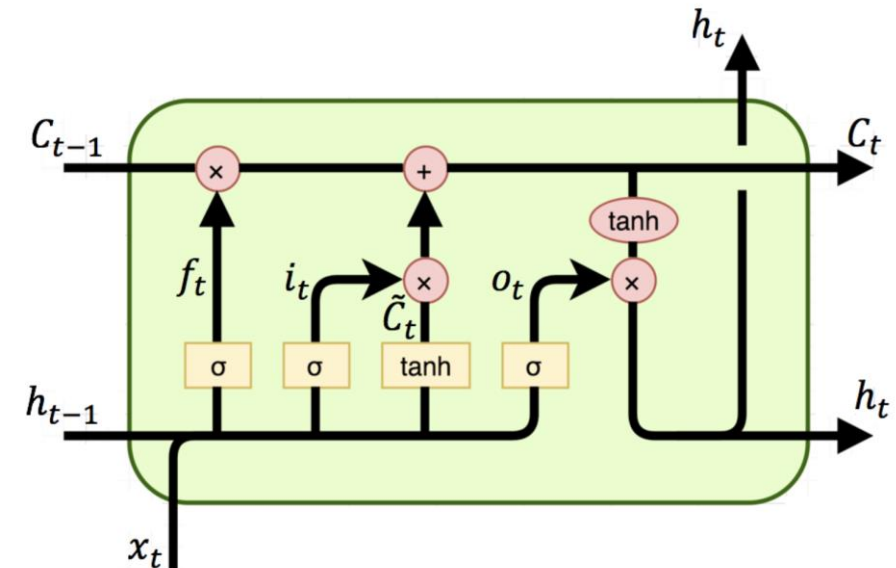 h_t
C_{t-1}
C_t
×
+
tanh
f_t
i_t
×
o_t
×
C̃_t
σ
σ
tanh
σ
h_{t-1}
h_t
x_t